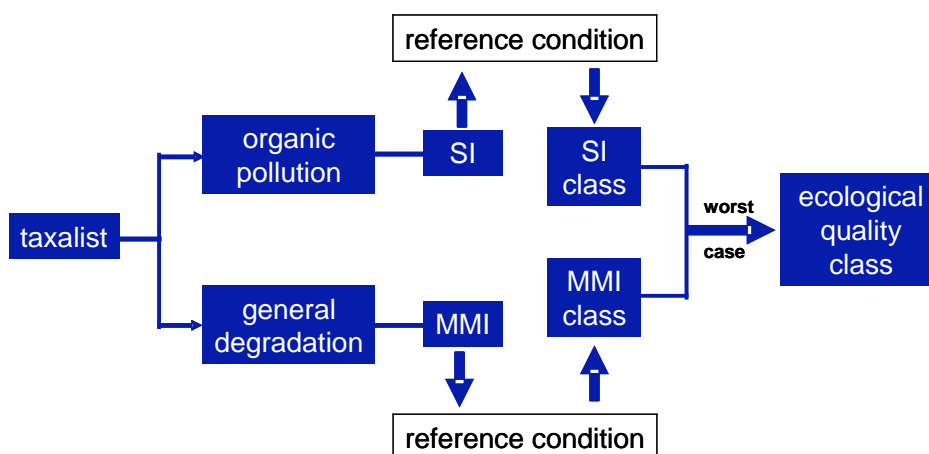 reference condition
organic
pollution
SI
SI
class
taxalist
worst
case
ecological
quality
class
general
degradation
MMI
MMI
class
reference condition